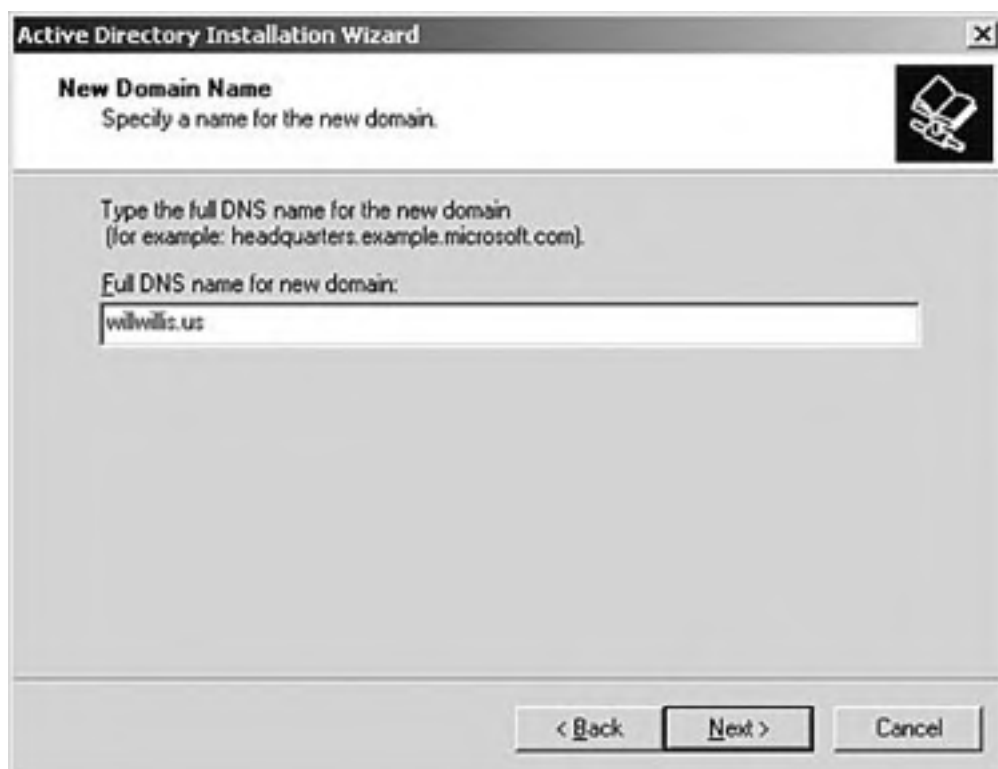 Active Directory Installation Wizard
New Domain Name
Specify a name for the new domain.
Type the full DNS name for the new domain
(for example: headquarters.example.microsoft.com).
Full DNS name for new domain:
willwillis.us
< Back
Next >
Cancel